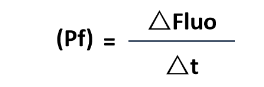 (Pf) = △Fluo
△t